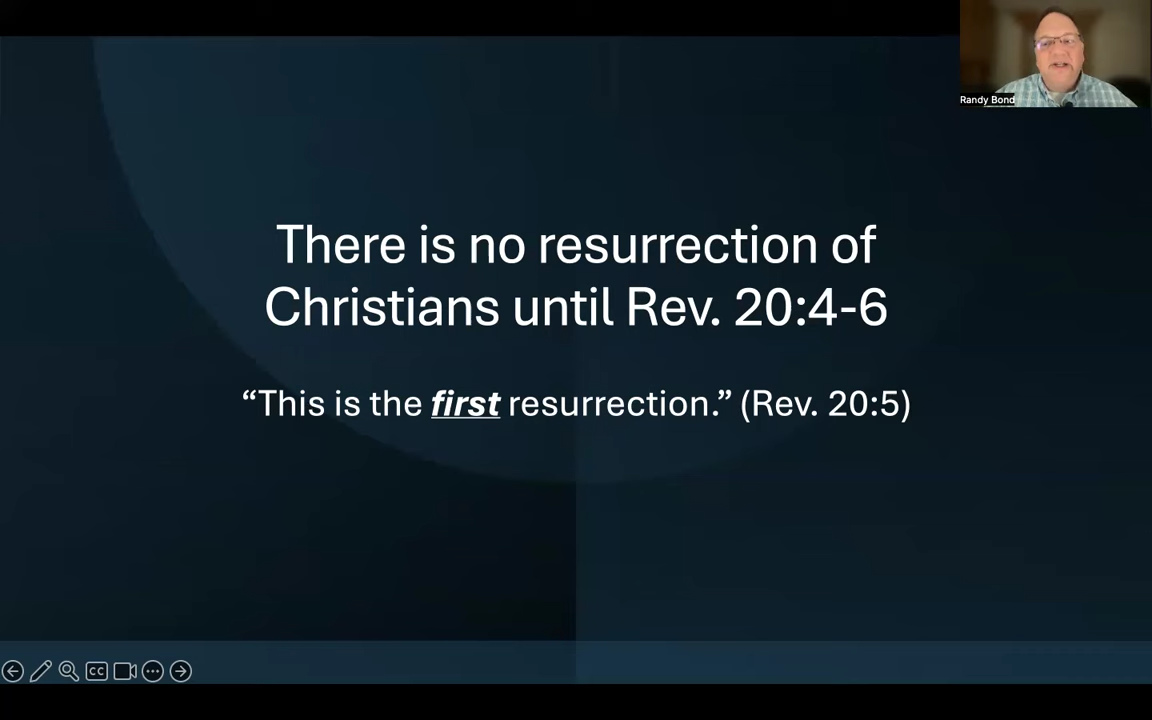 Randy Bond
There is no resurrection of
Christians until Rev. 20:4-6
“This is the first resurrection.” (Rev. 20:5)
CC